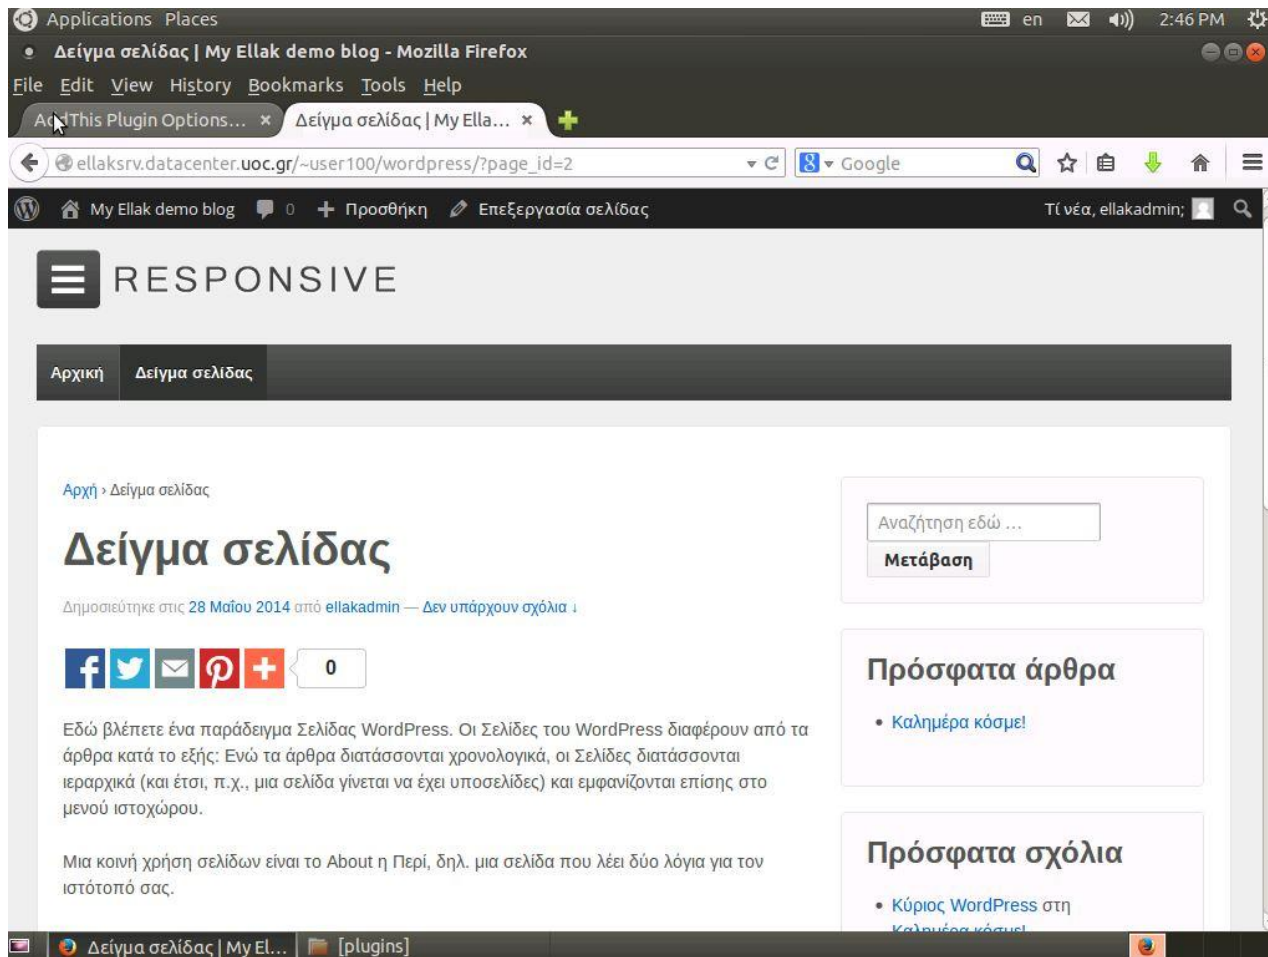 Applications Places en 2:46 PM
Δείγμα σελίδας | My Ellak demo blog - Mozilla Firefox
File Edit View History Bookmarks Tools Help
AddThis Plugin Options... × Δείγμα σελίδας | My Ella... ×
ellaksrv.datacenter.uoc.gr/~user100/wordpress/?page_id=2 Google
My Ellak demo blog 0 Προσθήκη Επεξεργασία σελίδας Τί νέα, ellakadmin;
RESPONSIVE
Αρχική Δείγμα σελίδας
Αρχή › Δείγμα σελίδας
Δείγμα σελίδας
Δημοσιεύτηκε στις 28 Μαΐου 2014 από ellakadmin — Δεν υπάρχουν σχόλια ↓
0
Εδώ βλέπετε ένα παράδειγμα Σελίδας WordPress. Οι Σελίδες του WordPress διαφέρουν από τα
άρθρα κατά το εξής: Ενώ τα άρθρα διατάσσονται χρονολογικά, οι Σελίδες διατάσσονται
ιεραρχικά (και έτσι, π.χ., μια σελίδα γίνεται να έχει υποσελίδες) και εμφανίζονται επίσης στο
μενού ιστοχώρου.
Μια κοινή χρήση σελίδων είναι το About η Περί, δηλ. μια σελίδα που λέει δύο λόγια για τον
ιστότοπό σας.
Αναζήτηση εδώ ...
Μετάβαση
Πρόσφατα άρθρα
Καλημέρα κόσμε!
Πρόσφατα σχόλια
Κύριος WordPress στη
Καλημέρα κόσμε!
Δείγμα σελίδας | My El... [plugins]